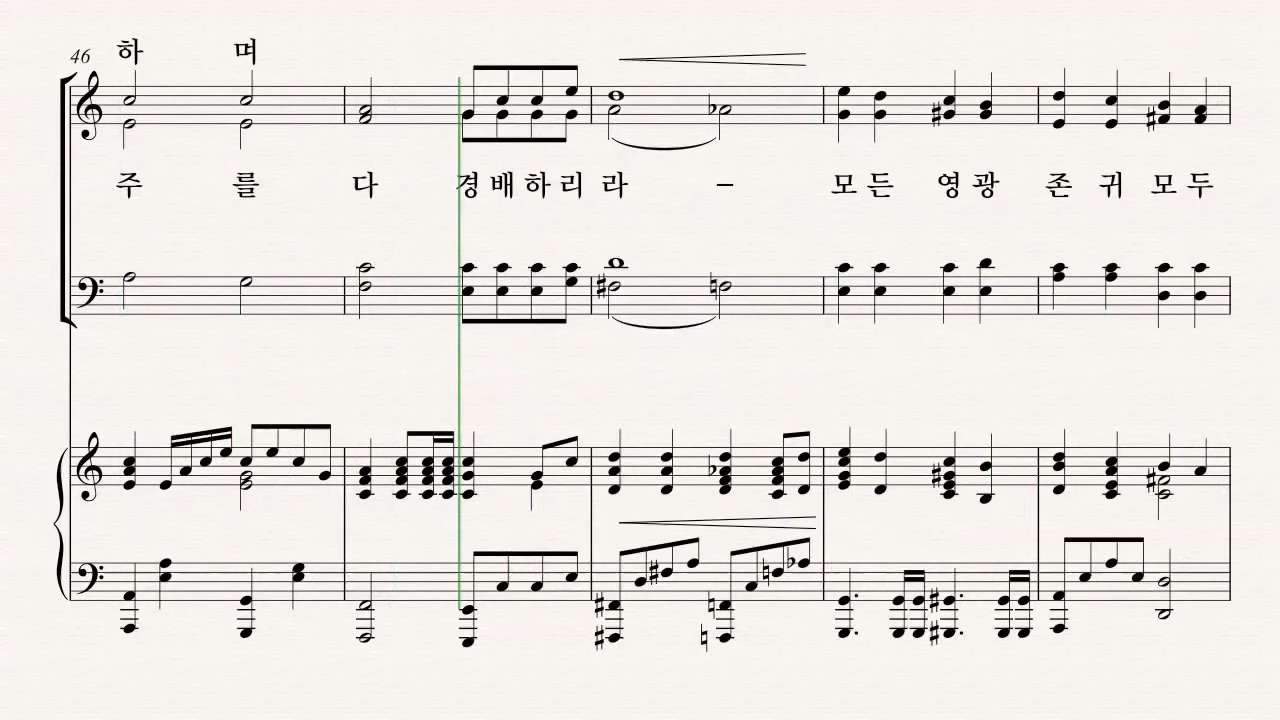 46 하 며
주 를 다 경 배 하 리 라 – 모 든 영 광 존 귀 모 두